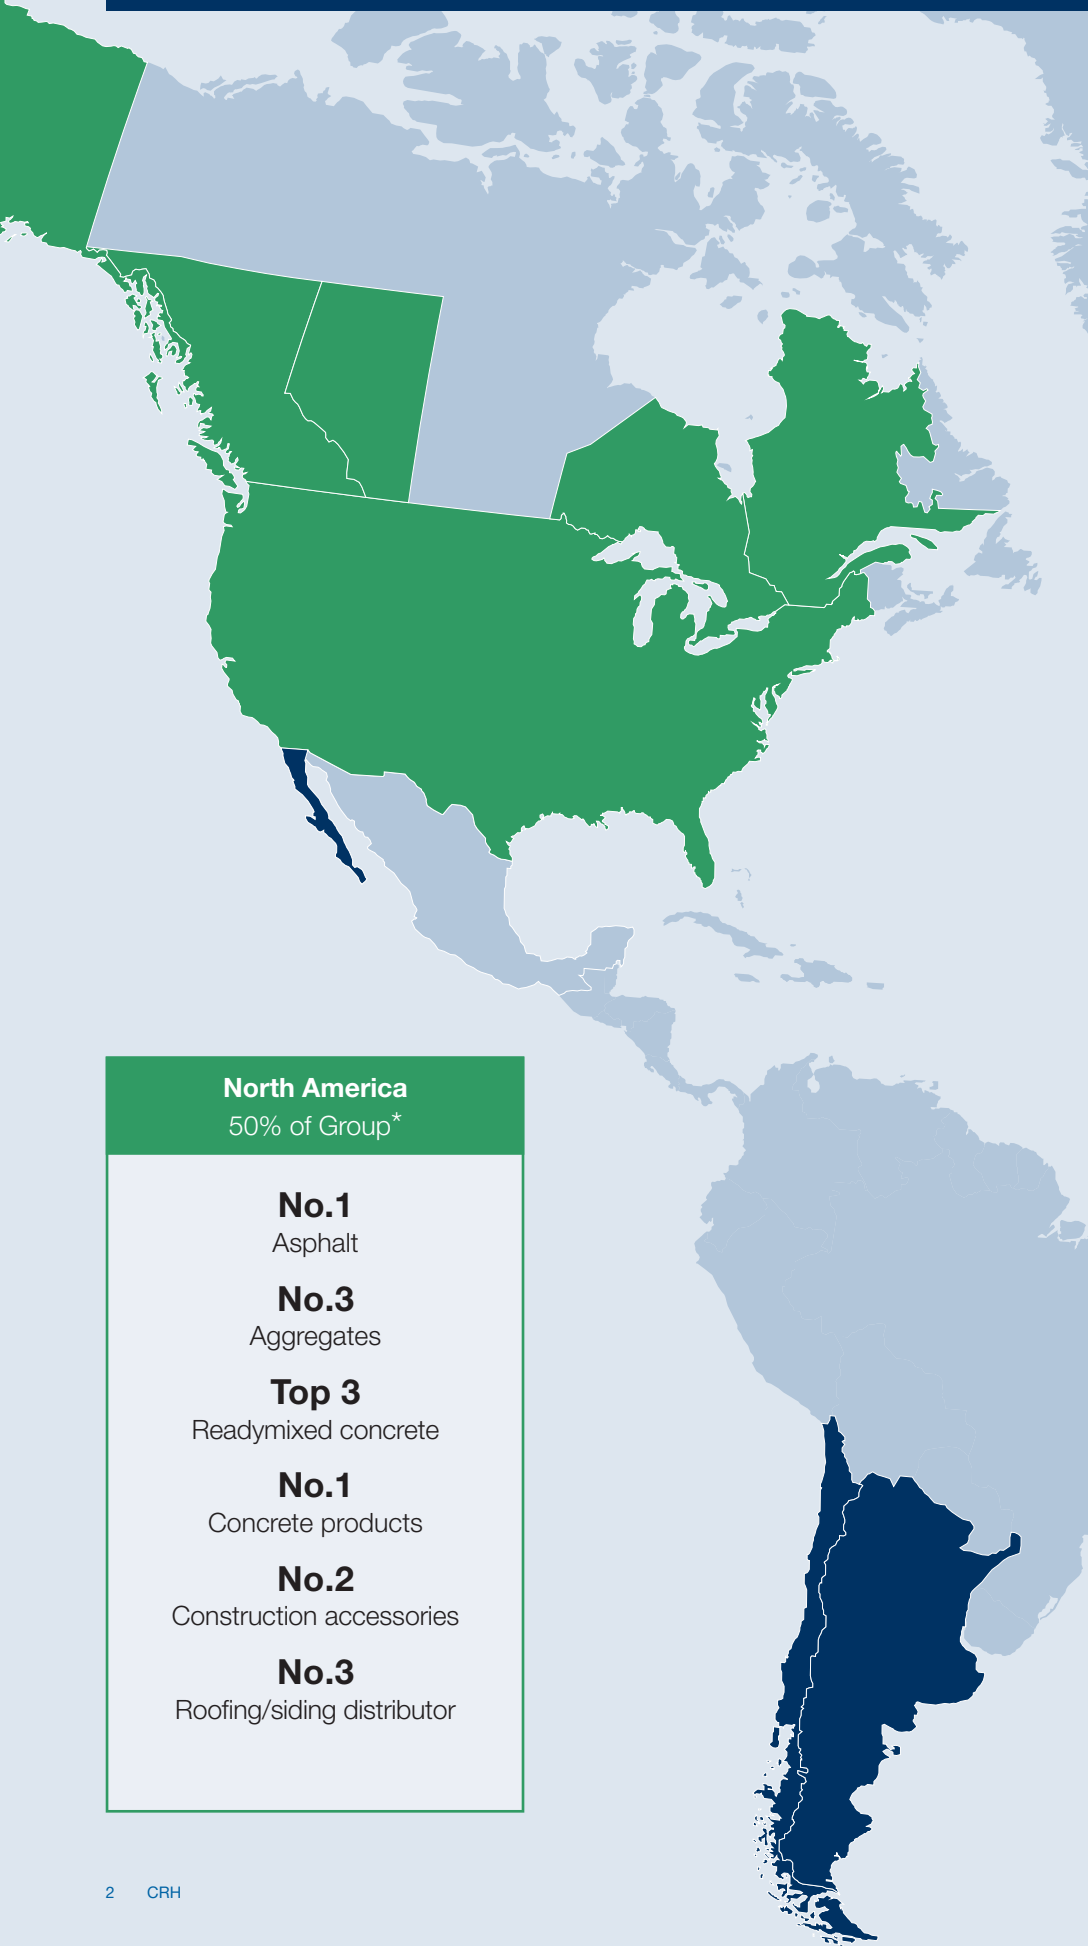 North America
50% of Group*
No.1
Asphalt
No.3
Aggregates
Top 3
Readymixed concrete
No.1
Concrete products
No.2
Construction accessories
No.3
Roofing/siding distributor
2 CRH